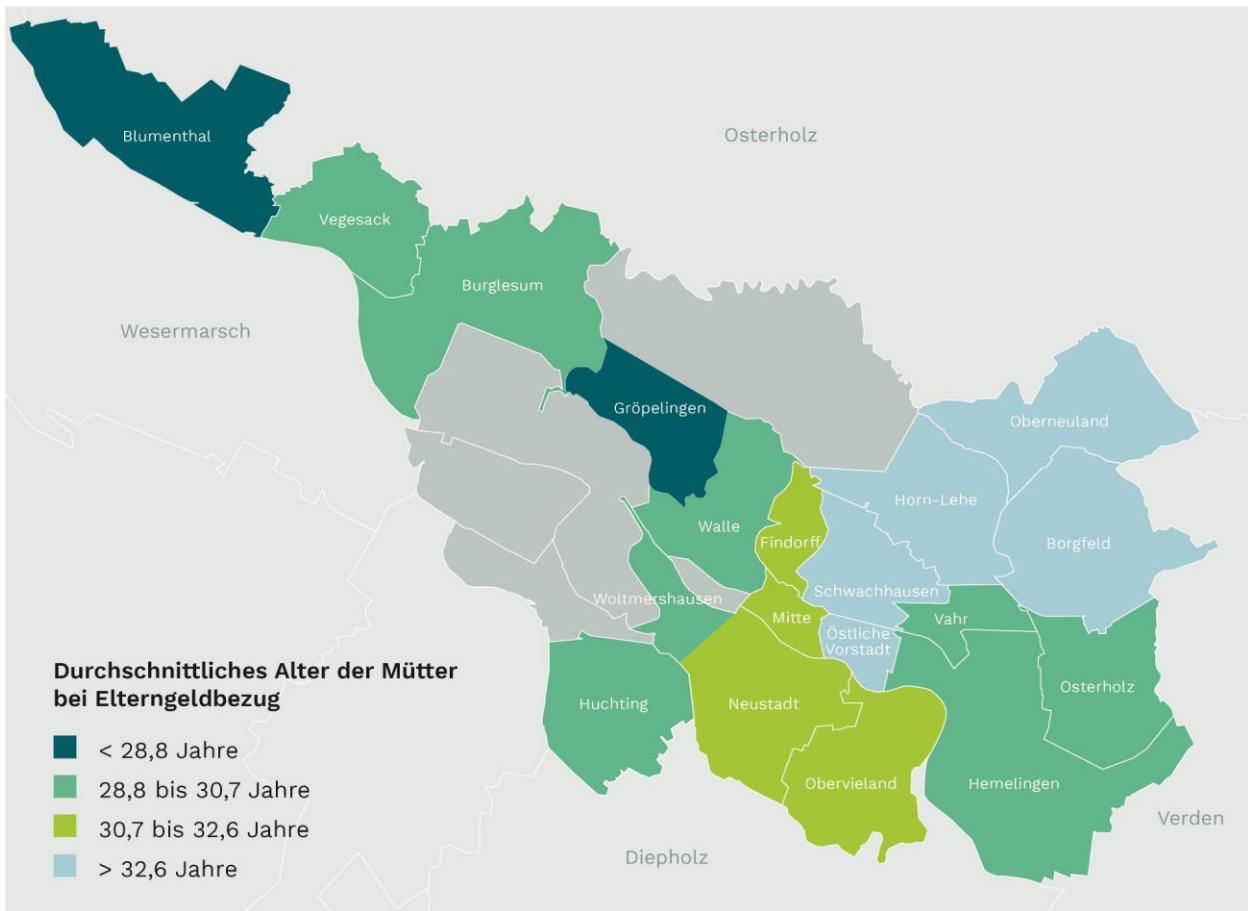 Blumenthal
Osterholz
Vegesack
Burglesum
Wesermarsch
Gröpelingen
Oberneuland
Horn-Lehe
Walle
Findorff
Borgfeld
Schwachhausen
Woltmershausen
Mitte
Vahr
Östliche
Vorstadt
Osterholz
Huchting
Neustadt
Obervieland
Hemelingen
Verden
Diepholz
Durchschnittliches Alter der Mütter
bei Elterngeldbezug
< 28,8 Jahre
28,8 bis 30,7 Jahre
30,7 bis 32,6 Jahre
> 32,6 Jahre